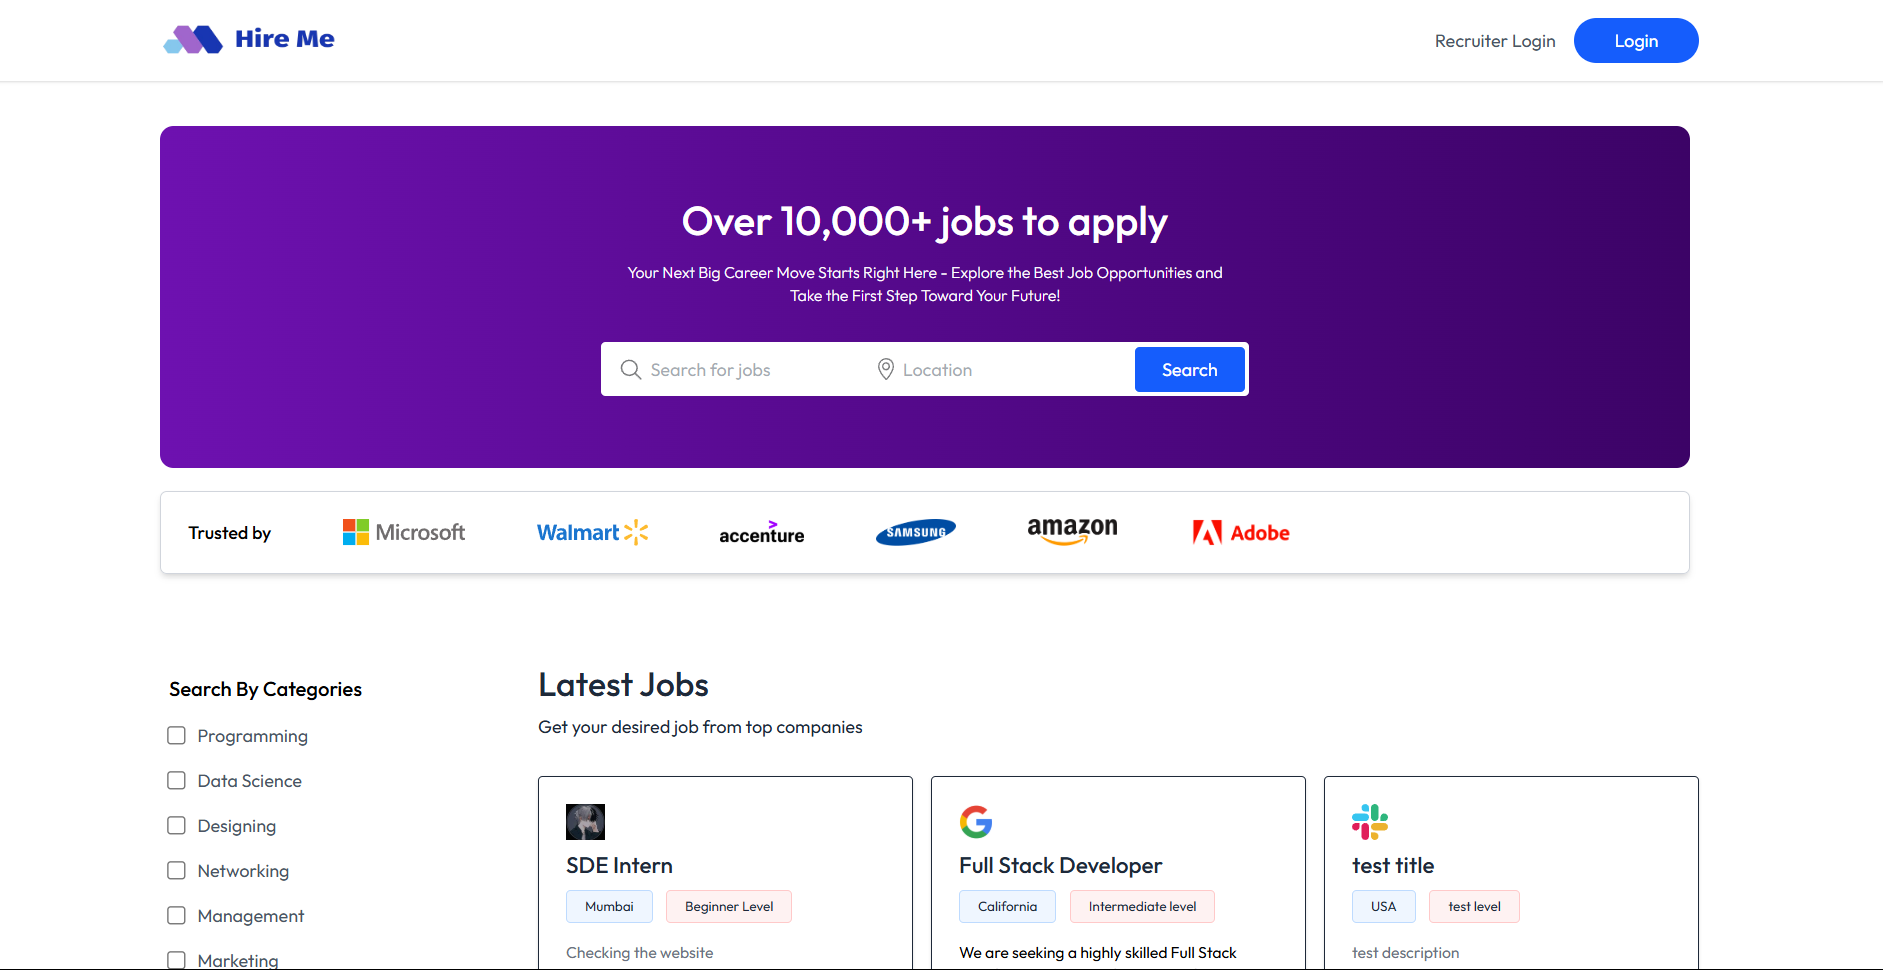 Hire Me
Recruiter Login
Login
Over 10,000+ jobs to apply
Your Next Big Career Move Starts Right Here - Explore the Best Job Opportunities and
Take the First Step Toward Your Future!
Search for jobs
Location
Search
Trusted by
Microsoft
Walmart
accenture
SAMSUNG
amazon
Adobe
Search By Categories
Programming
Data Science
Designing
Networking
Management
Marketing
Latest Jobs
Get your desired job from top companies
SDE Intern
Mumbai
Beginner Level
Checking the website
Full Stack Developer
California
Intermediate level
We are seeking a highly skilled Full Stack
test title
USA
test level
test description